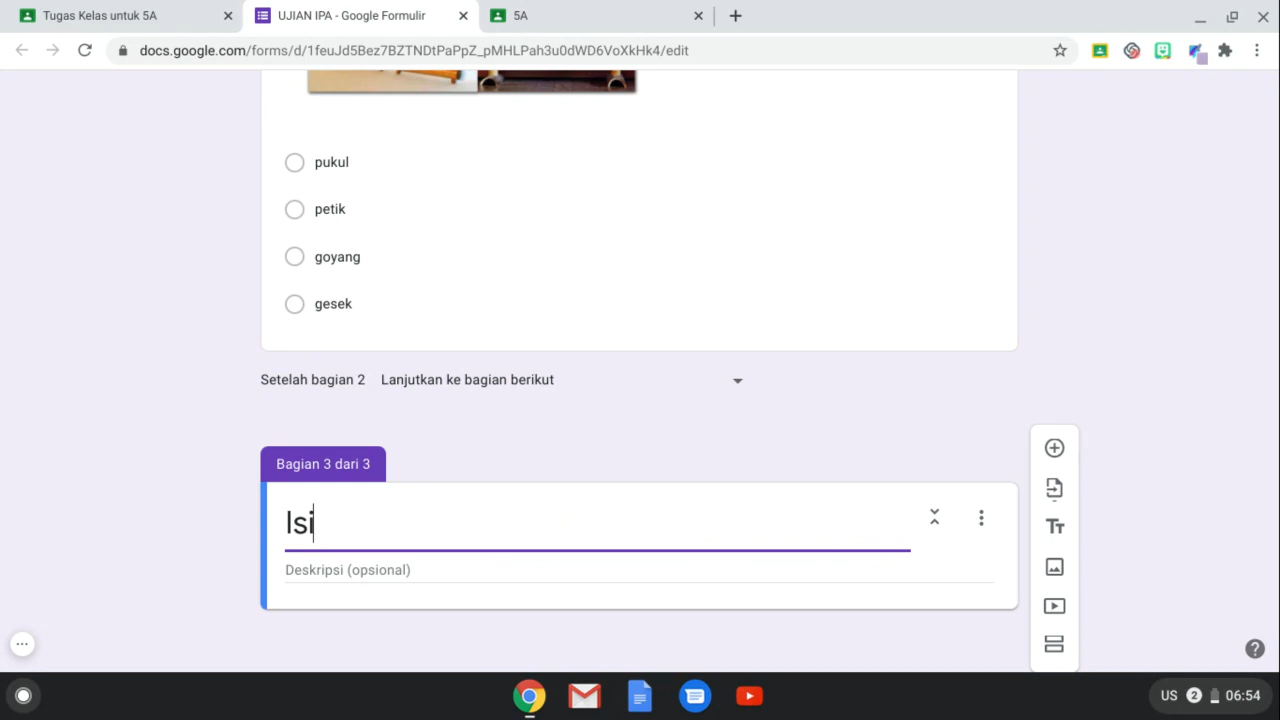 Tugas Kelas untuk 5A
UJIAN IPA - Google Formulir
5A
docs.google.com/forms/d/1feuJd5Bez7BZTNDtPaPpZ_pMHLPah3u0dWD6VoXkHk4/edit
pukul
petik
goyang
gesek
Setelah bagian 2 Lanjutkan ke bagian berikut
Bagian 3 dari 3
Isi
Deskripsi (opsional)
US 2 06:54